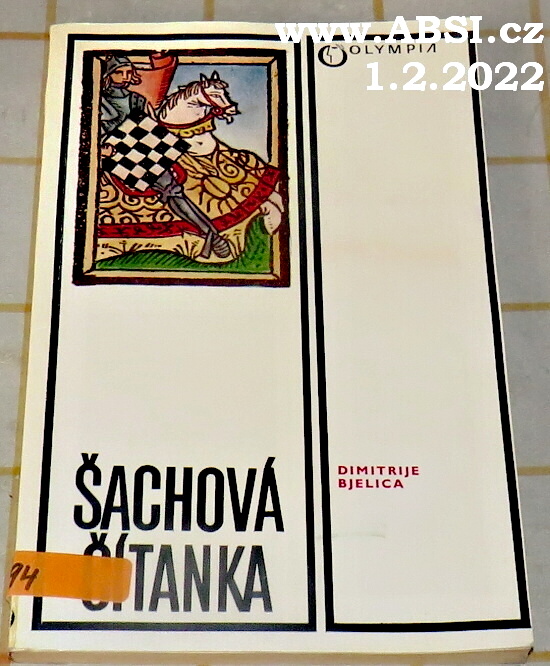 www.ABSI.cz
OLYMPIA
1.2.2022
DIMITRIJE
BJELICA
ŠACHOVÁ
ČÍTANKA
94